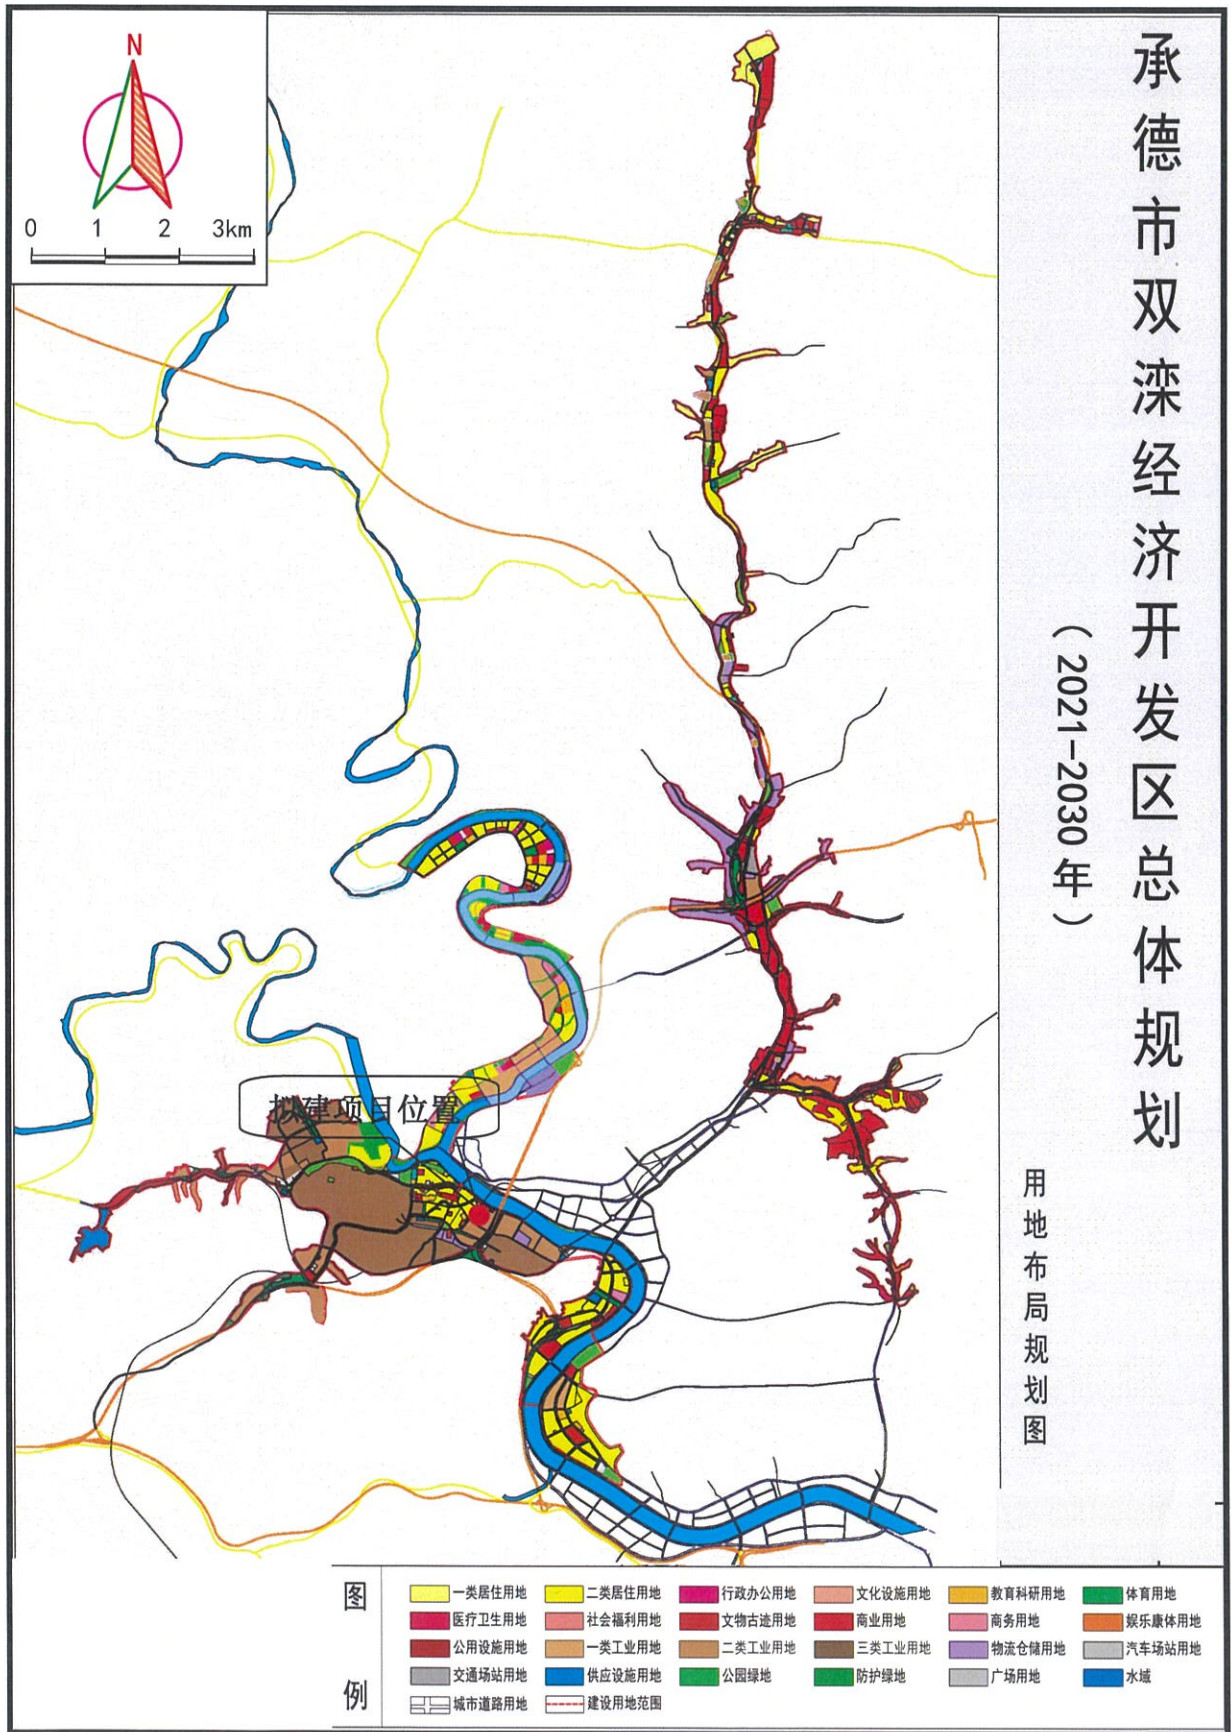 N
0 1 2 3km
承德市双滦经济开发区总体规划
（2021-2030年）
用地布局规划图
拟建项目位置
图例
一类居住用地 二类居住用地 行政办公用地 文化设施用地 教育科研用地 体育用地
医疗卫生用地 社会福利用地 文物古迹用地 商业用地 商务用地 娱乐康体用地
公用设施用地 一类工业用地 二类工业用地 三类工业用地 物流仓储用地 汽车场站用地
交通场站用地 供应设施用地 公园绿地 防护绿地 广场用地 水域
城市道路用地 建设用地范围